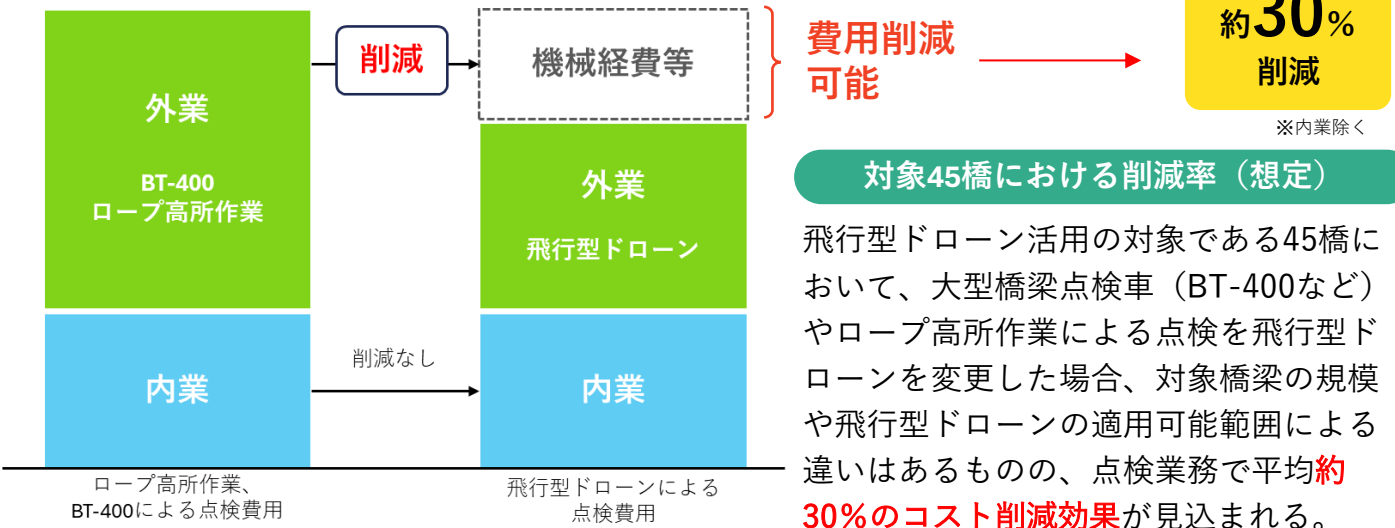 外業
BT-400
ロープ高所作業
内業
削減
削減なし
機械経費等
外業
飛行型ドローン
内業
ロープ高所作業、
BT-400による点検費用
飛行型ドローンによる
点検費用
費用削減
可能
約30%
削減
※内業除く
対象45橋における削減率（想定）
飛行型ドローン活用の対象である45橋に
おいて、大型橋梁点検車（BT-400など）
やロープ高所作業による点検を飛行型ド
ローンを変更した場合、対象橋梁の規模
や飛行型ドローンの適用可能範囲による
違いはあるものの、点検業務で平均約
30%のコスト削減効果が見込まれる。